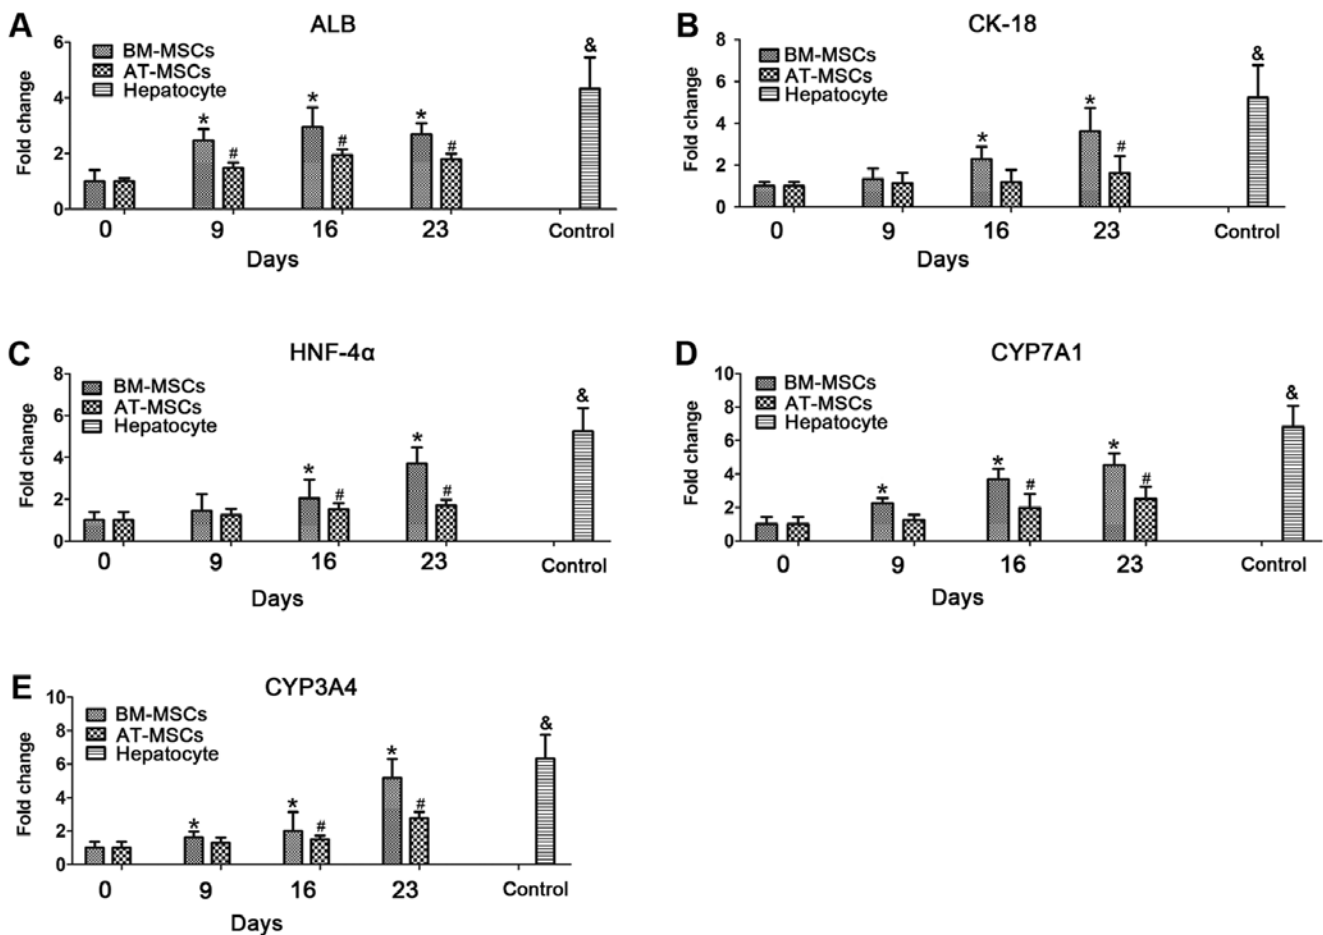 A
ALB
6
4
2
0
Fold change
BM-MSCs
AT-MSCs
Hepatocyte
*
#
*
#
*
#
&
0 9 16 23 Control
Days
B
CK-18
8
6
4
2
0
Fold change
BM-MSCs
AT-MSCs
Hepatocyte
*
*
#
&
0 9 16 23 Control
Days
C
HNF-4α
8
6
4
2
0
Fold change
BM-MSCs
AT-MSCs
Hepatocyte
*
#
*
#
&
0 9 16 23 Control
Days
D
CYP7A1
10
8
6
4
2
0
Fold change
BM-MSCs
AT-MSCs
Hepatocyte
*
*
#
*
#
&
0 9 16 23 Control
Days
E
CYP3A4
10
8
6
4
2
0
Fold change
BM-MSCs
AT-MSCs
Hepatocyte
*
*
#
*
#
&
0 9 16 23 Control
Days